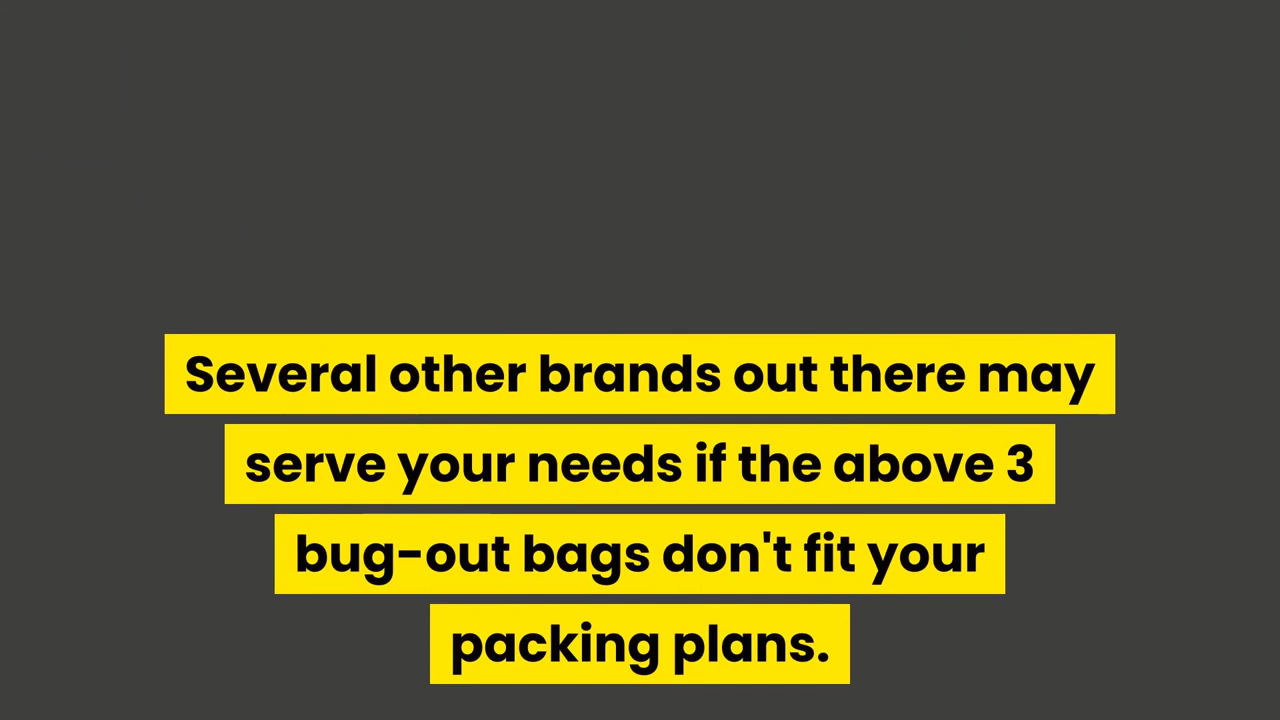 Several other brands out there may
serve your needs if the above 3
bug-out bags don't fit your
packing plans.